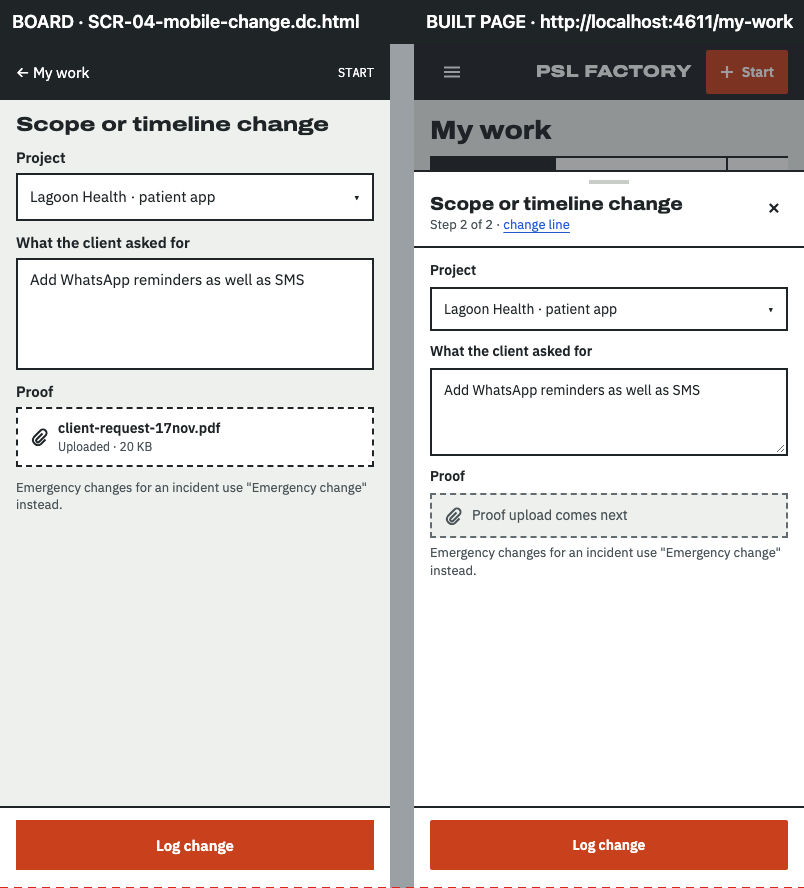 BOARD · SCR-04-mobile-change.dc.html
← My work
START
Scope or timeline change
Project
Lagoon Health · patient app
What the client asked for
Add WhatsApp reminders as well as SMS
Proof
client-request-17nov.pdf
Uploaded · 20 KB
Emergency changes for an incident use "Emergency change"
instead.
Log change
BUILT PAGE · http://localhost:4611/my-work
PSL FACTORY
+ Start
My work
Scope or timeline change
Step 2 of 2 · change line
Project
Lagoon Health · patient app
What the client asked for
Add WhatsApp reminders as well as SMS
Proof
Proof upload comes next
Emergency changes for an incident use "Emergency change"
instead.
Log change